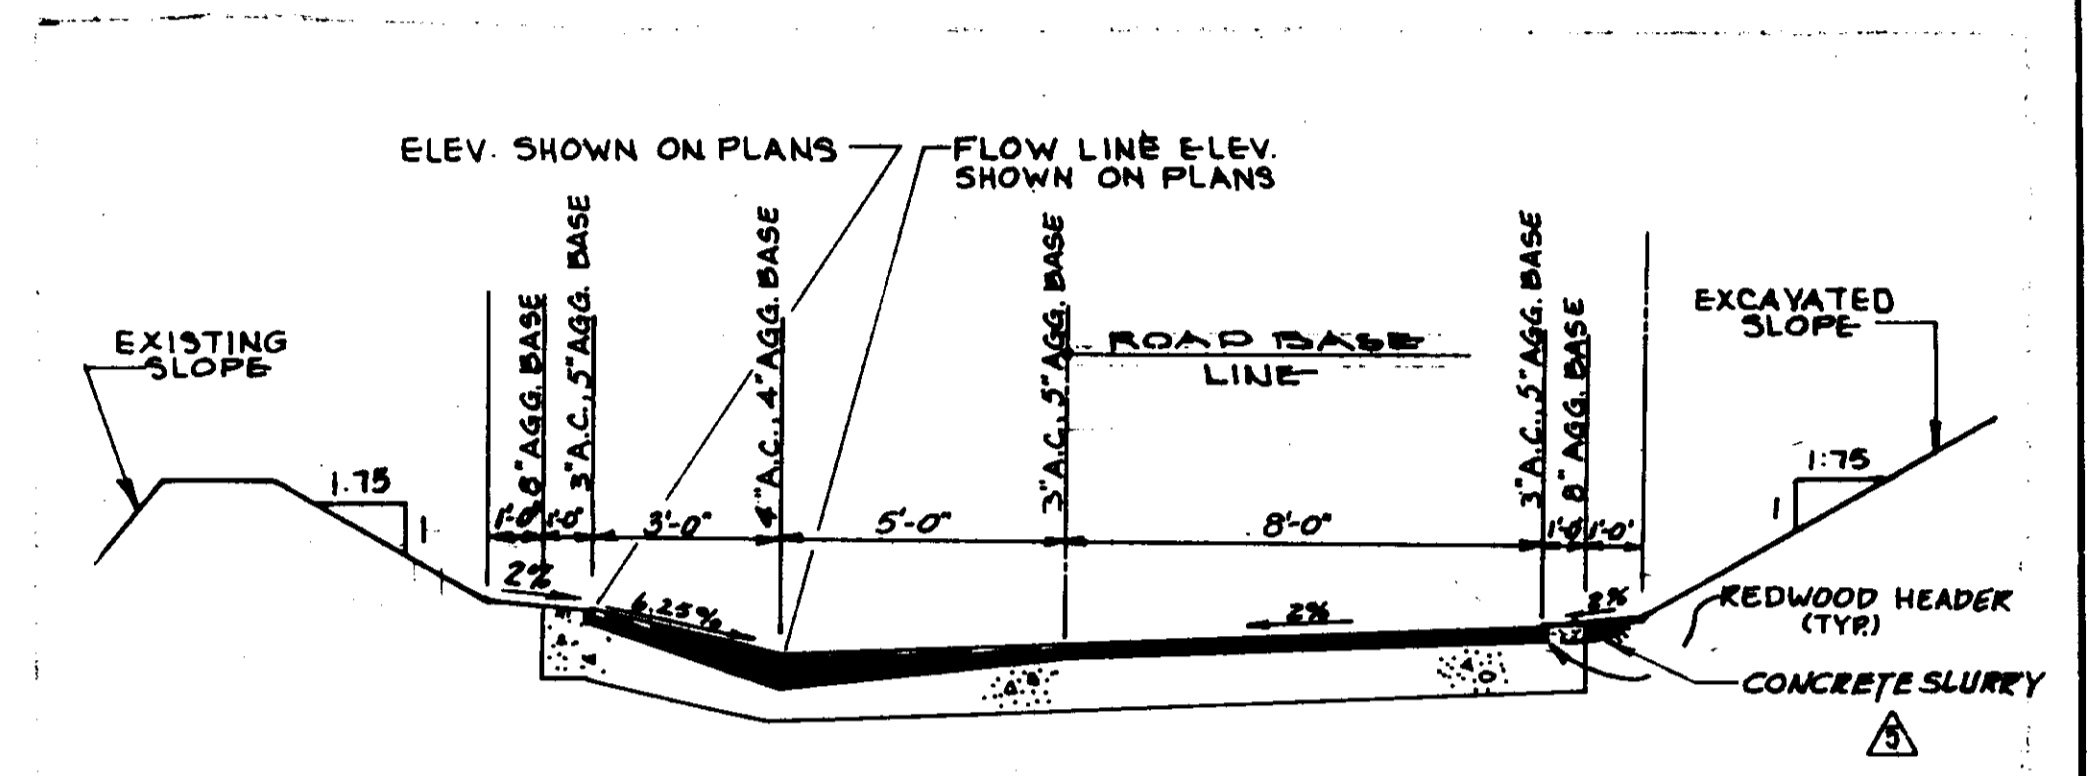 ELEV. SHOWN ON PLANS
FLOW LINE ELEV.
SHOWN ON PLANS
EXISTING
SLOPE
8" AGG. BASE
3" A.C., 5" AGG. BASE
4" A.C., 4" AGG. BASE
3" A.C., 5" AGG. BASE
ROAD BASE
LINE
3" A.C., 5" AGG. BASE
8" AGG. BASE
EXCAVATED
SLOPE
1.75
1
1'-0"
1'-0"
3'-0"
5'-0"
8'-0"
1'-0
1'-0"
1:75
1
2%
6.25%
2%
2%
REDWOOD HEADER
(TYP.)
CONCRETE SLURRY
5